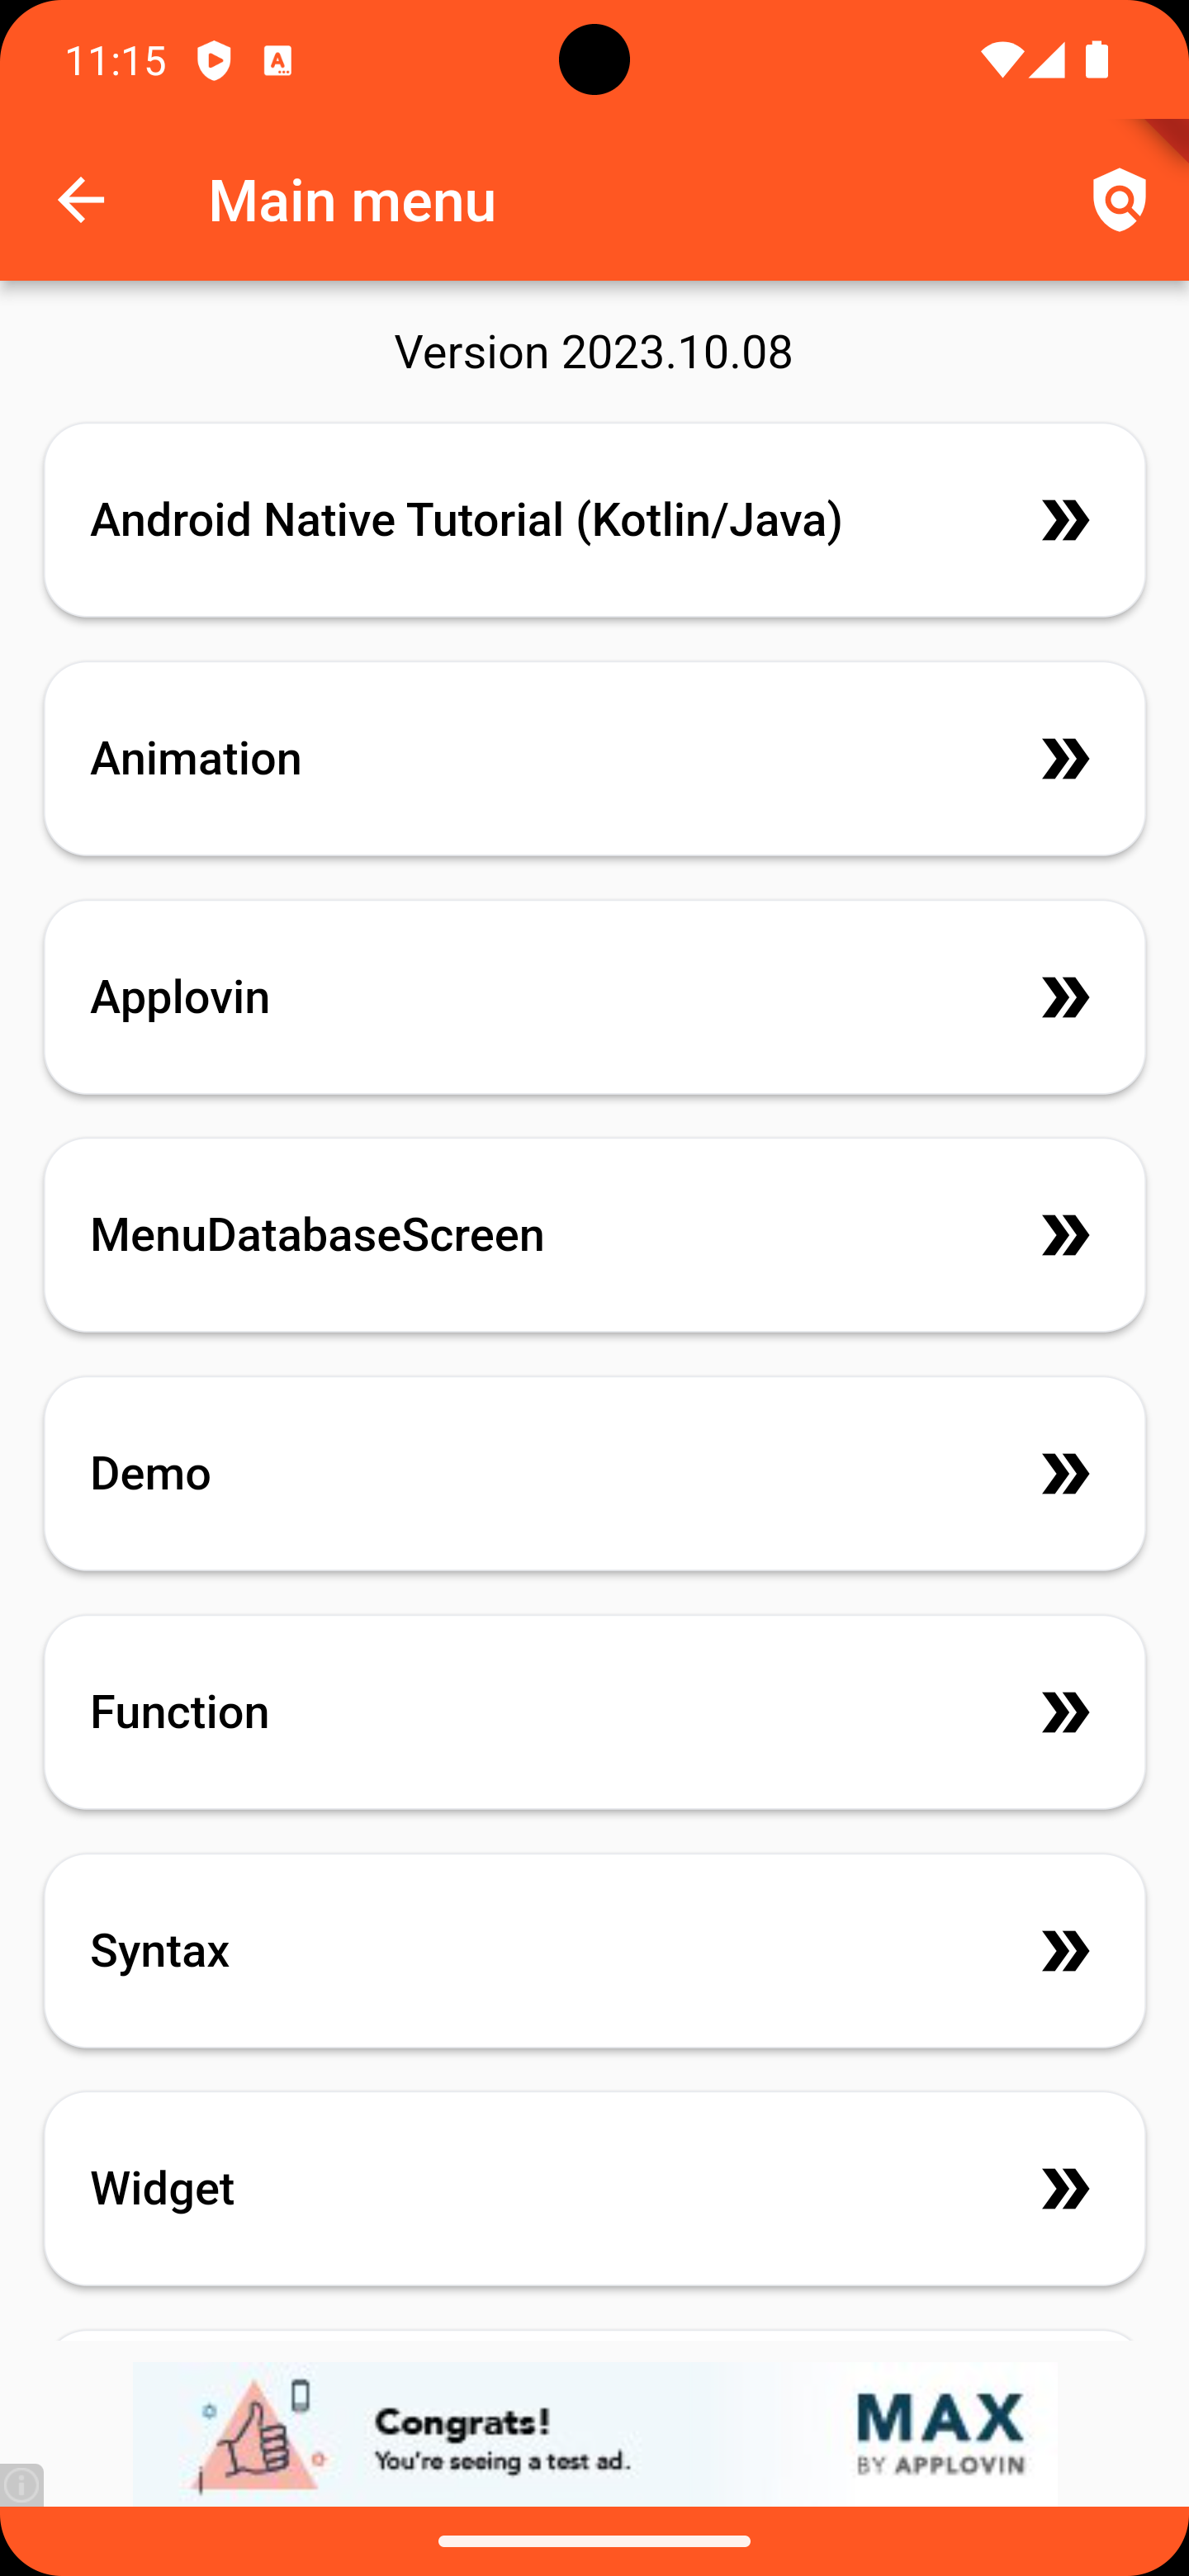 11:15
Main menu
Version 2023.10.08
Android Native Tutorial (Kotlin/Java)
Animation
Applovin
MenuDatabaseScreen
Demo
Function
Syntax
Widget
Congrats!
You're seeing a test ad.
MAX
BY APPLOVIN